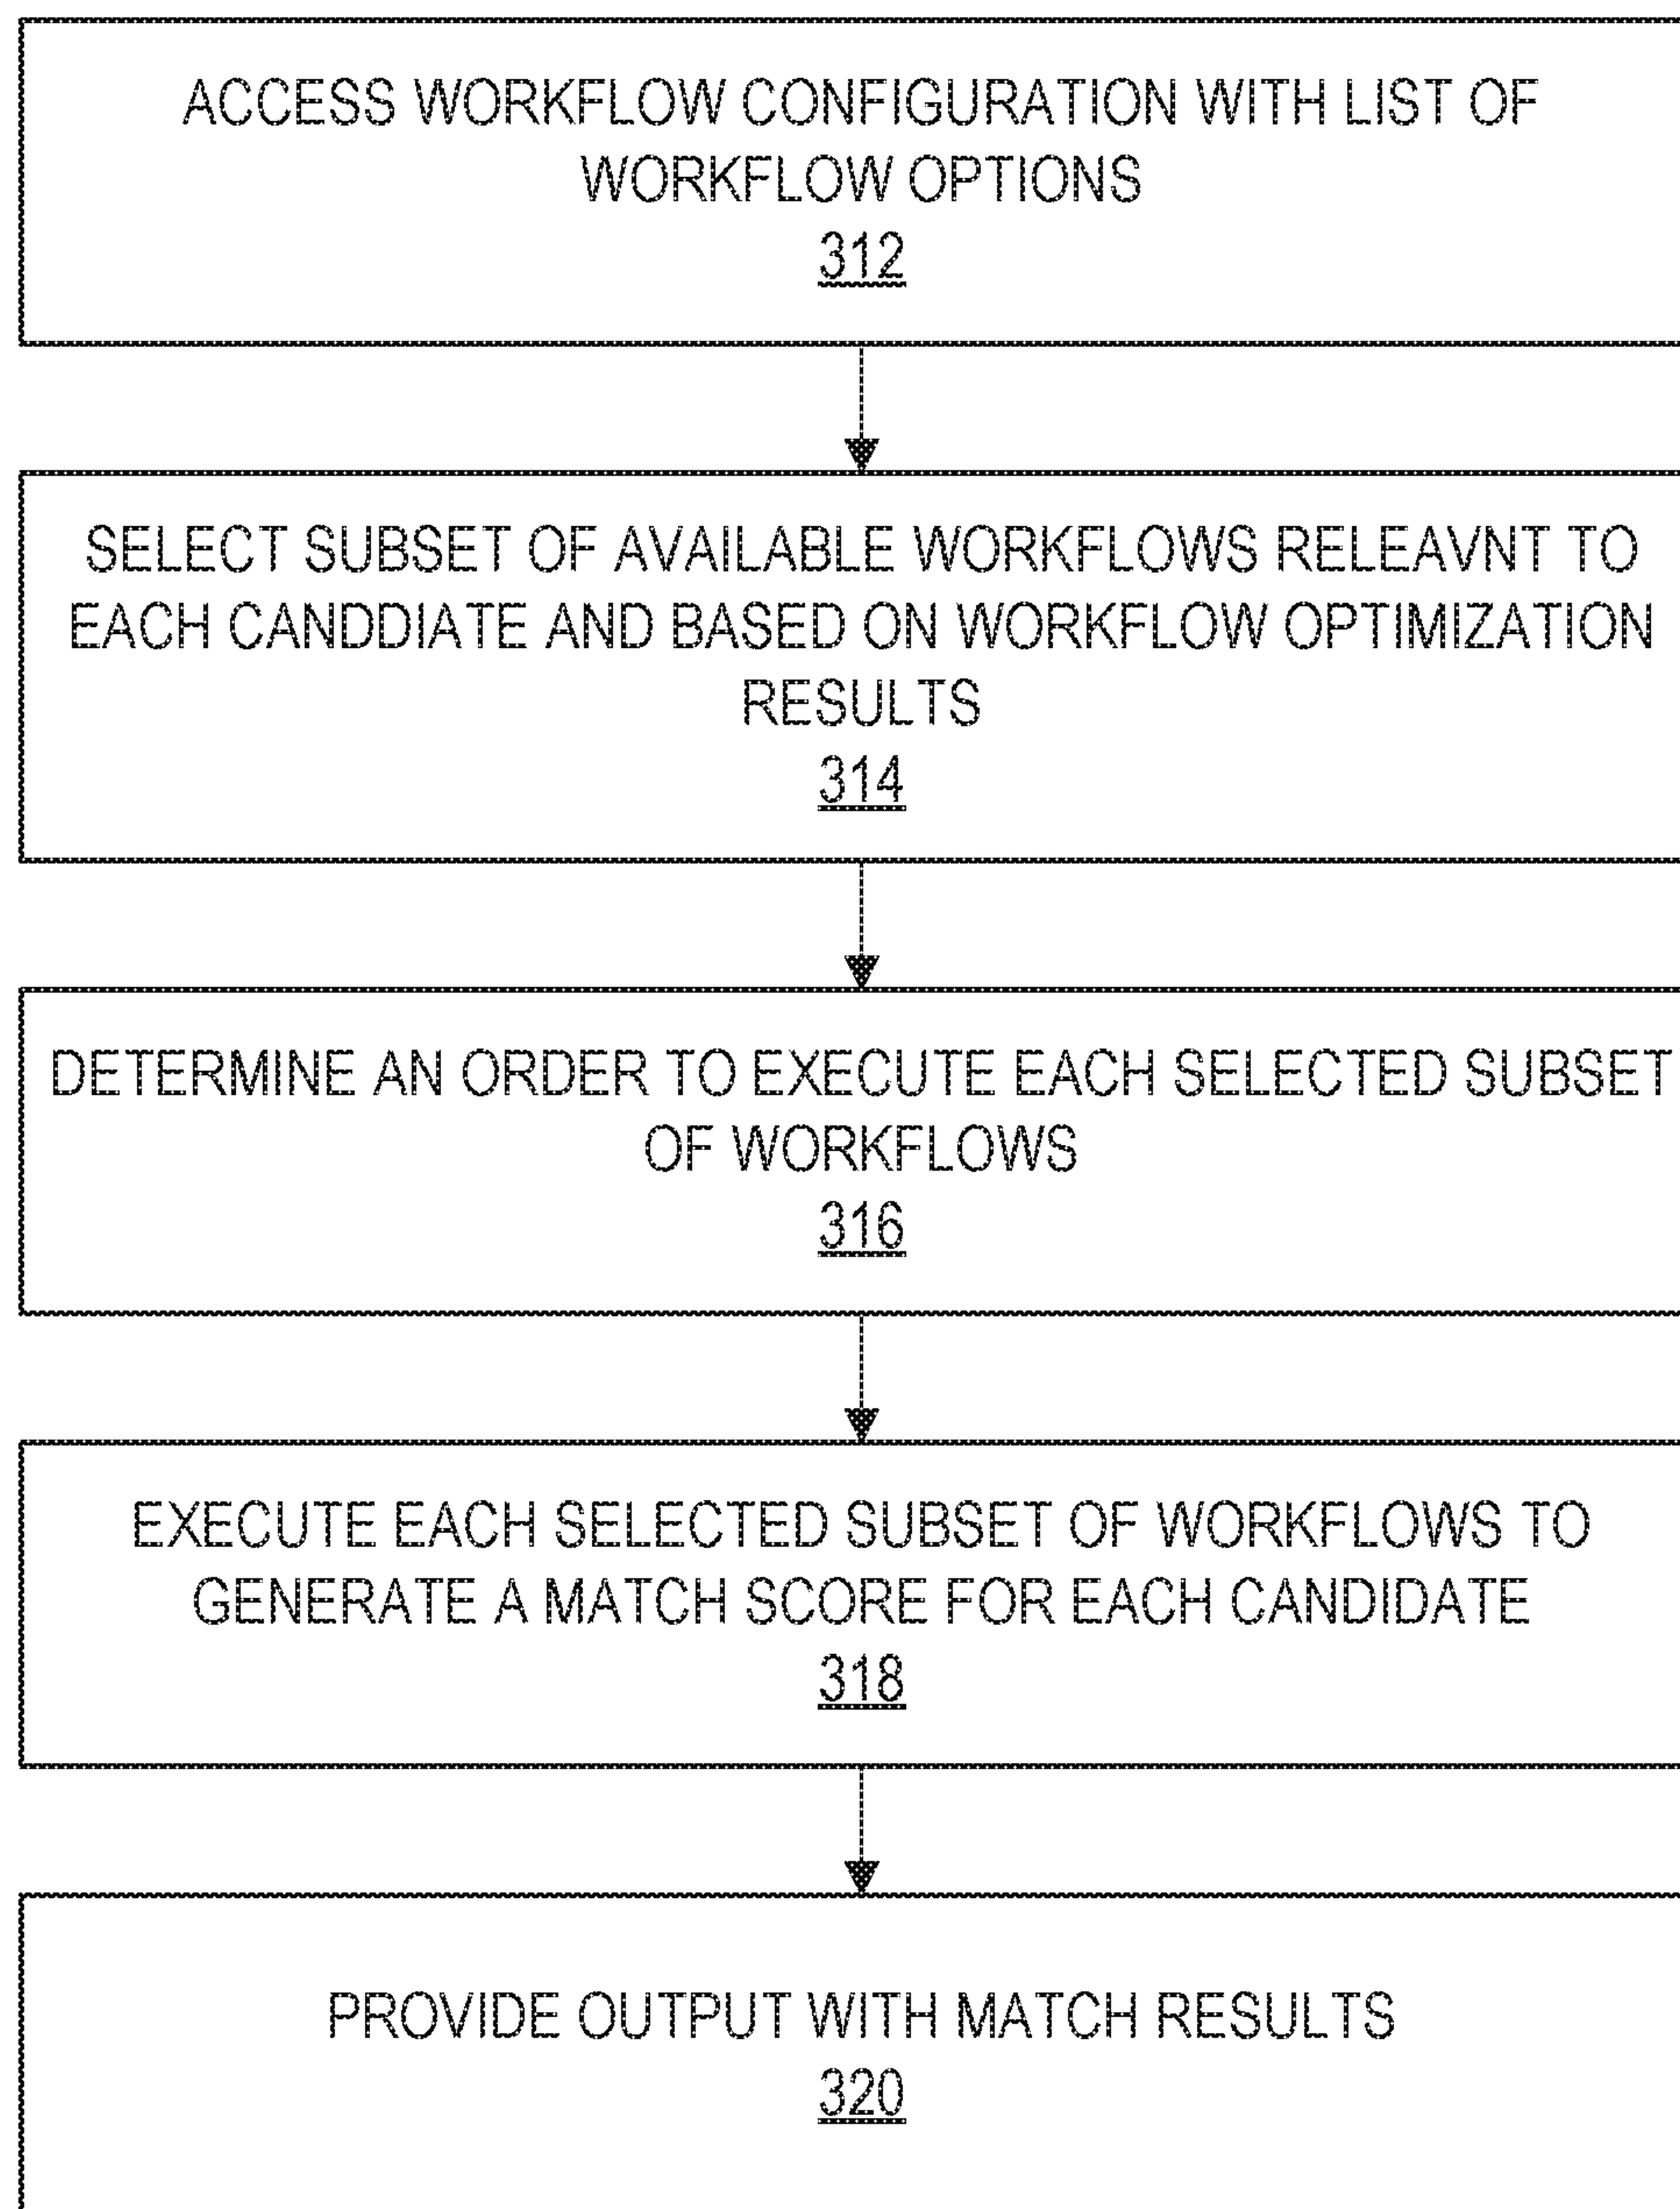 ACCESS WORKFLOW CONFIGURATION WITH LIST OF
WORKFLOW OPTIONS
312
SELECT SUBSET OF AVAILABLE WORKFLOWS RELEAVNT TO
EACH CANDDIATE AND BASED ON WORKFLOW OPTIMIZATION
RESULTS
314
DETERMINE AN ORDER TO EXECUTE EACH SELECTED SUBSET
OF WORKFLOWS
316
EXECUTE EACH SELECTED SUBSET OF WORKFLOWS TO
GENERATE A MATCH SCORE FOR EACH CANDIDATE
318
PROVIDE OUTPUT WITH MATCH RESULTS
320